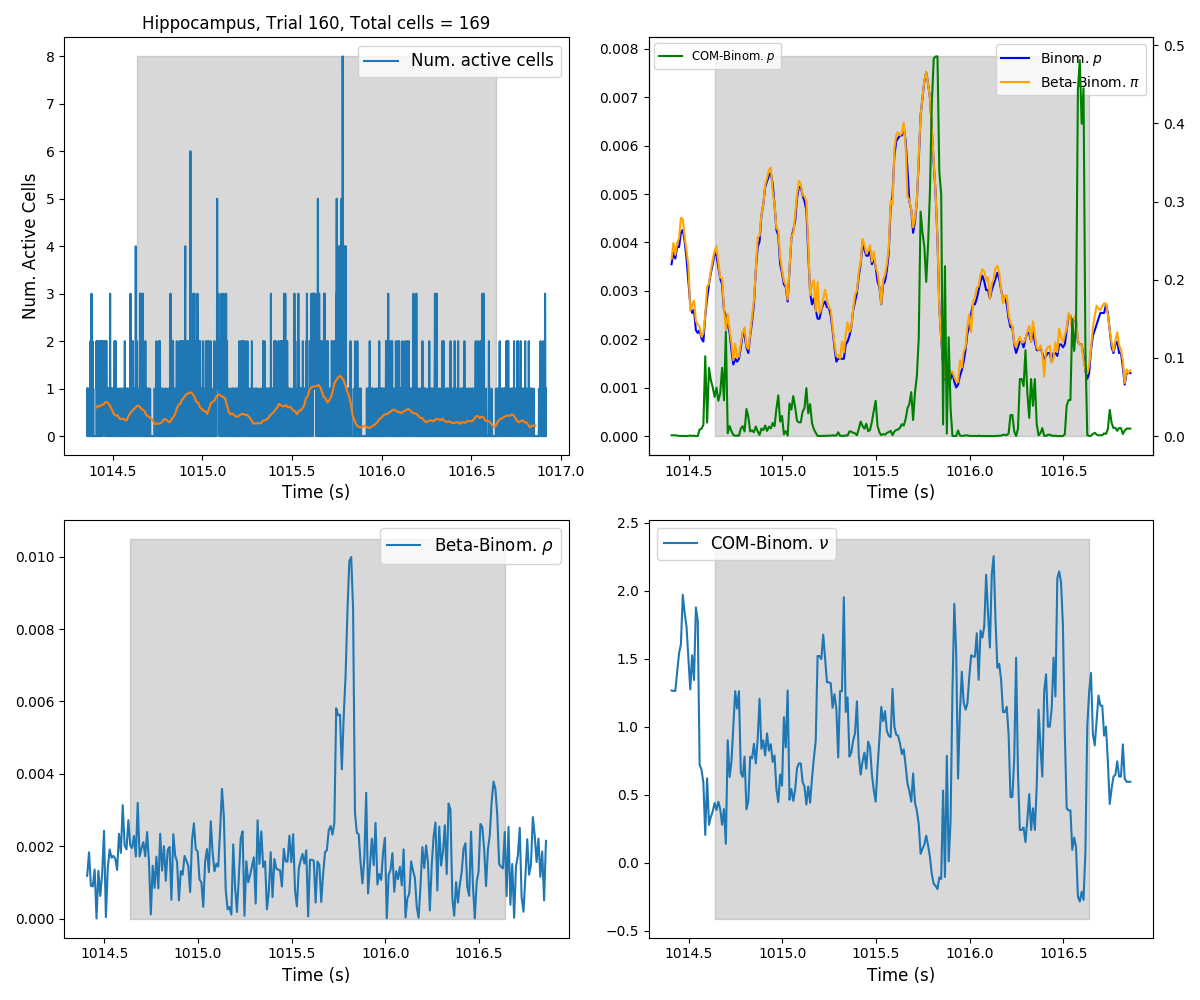 Hippocampus, Trial 160, Total cells = 169
Num. active cells
Num. Active Cells
8
7
6
5
4
3
2
1
0
1014.5 1015.0 1015.5 1016.0 1016.5 1017.0
Time (s)
COM-Binom. p
Binom. p
Beta-Binom. π
0.008
0.007
0.006
0.005
0.004
0.003
0.002
0.001
0.000
0.5
0.4
0.3
0.2
0.1
0.0
1014.5 1015.0 1015.5 1016.0 1016.5
Time (s)
Beta-Binom. ρ
0.010
0.008
0.006
0.004
0.002
0.000
1014.5 1015.0 1015.5 1016.0 1016.5
Time (s)
COM-Binom. ν
2.5
2.0
1.5
1.0
0.5
0.0
−0.5
1014.5 1015.0 1015.5 1016.0 1016.5
Time (s)